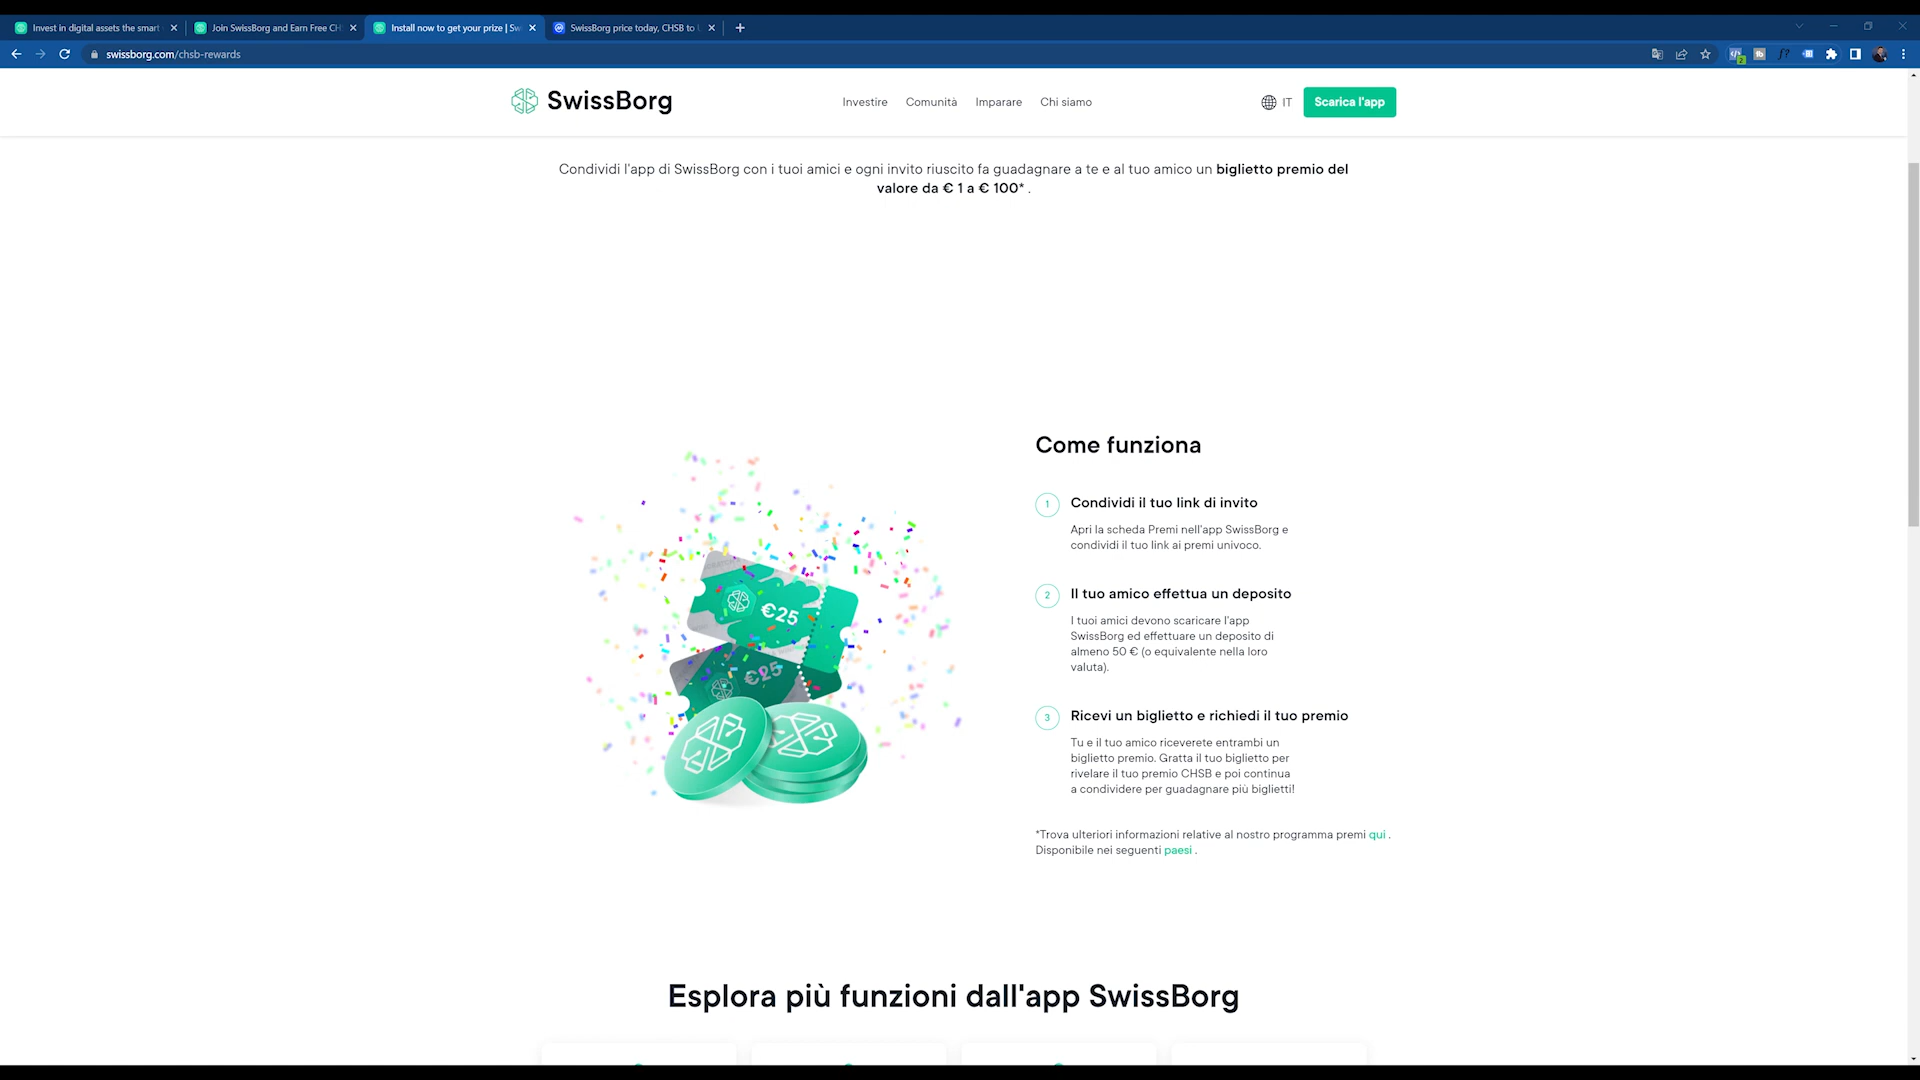 Invest in digital assets the smart
Join SwissBorg and Earn Free CH
Install now to get your prize | Sw
SwissBorg price today, CHSB to
swissborg.com/chsb-rewards
SwissBorg
Investire
Comunità
Imparare
Chi siamo
IT
Scarica l'app
Condividi l'app di SwissBorg con i tuoi amici e ogni invito riuscito fa guadagnare a te e al tuo amico un biglietto premio del
valore da € 1 a € 100* .
€25
€25
Come funziona
1
Condividi il tuo link di invito
Apri la scheda Premi nell'app SwissBorg e
condividi il tuo link ai premi univoco.
2
Il tuo amico effettua un deposito
I tuoi amici devono scaricare l'app
SwissBorg ed effettuare un deposito di
almeno 50 € (o equivalente nella loro
valuta).
3
Ricevi un biglietto e richiedi il tuo premio
Tu e il tuo amico riceverete entrambi un
biglietto premio. Gratta il tuo biglietto per
rivelare il tuo premio CHSB e poi continua
a condividere per guadagnare più biglietti!
*Trova ulteriori informazioni relative al nostro programma premi qui .
Disponibile nei seguenti paesi .
Esplora più funzioni dall'app SwissBorg